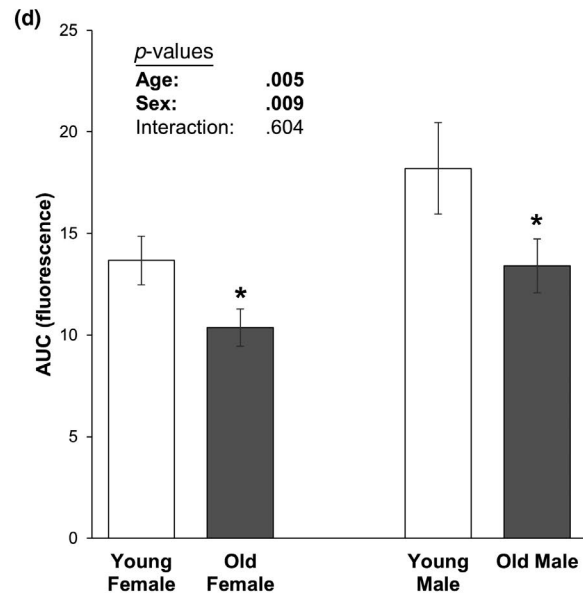 (d)
25
20
15
10
5
0
AUC (fluorescence)
p-values
Age: .005
Sex: .009
Interaction: .604
*
*
Young Female
Old Female
Young Male
Old Male